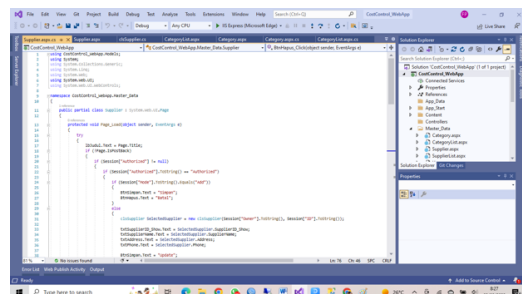 File Edit View Git Project Build Debug Test Analyze Tools Extensions Window Help Search (Ctrl+Q) CostControl_WebApp
Debug Any CPU IIS Express (Microsoft Edge) Live Share
Supplier.aspx.cs Supplier.aspx clsSupplier.cs CategoryList.aspx Category.aspx CategoryList.aspx.cs Category.aspx.cs
CostControl_WebApp CostControl_WebApp.Master_Data.Supplier BtnHapus_Click(object sender, EventArgs e)
using CostControl_WebApp.Models;
using System;
using System.Collections.Generic;
using System.Linq;
using System.Web;
using System.Web.UI;
using System.Web.UI.WebControls;
namespace CostControl_WebApp.Master_Data
{
public partial class Supplier : System.Web.UI.Page
{
protected void Page_Load(object sender, EventArgs e)
{
try
{
lblJudul.Text = Page.Title;
if (!Page.IsPostBack)
{
if (Session["Authorized"] != null)
{
if (Session["Authorized"].ToString() == "Authorized")
{
if (Session["Mode"].ToString().Equals("Add"))
{
BtnSimpan.Text = "Simpan";
BtnHapus.Text = "Batal";
}
else
{
clsSupplier SelectedSupplier = new clsSupplier(Session["Owner"].ToString(), Session["ID"].ToString());
txtSupplierID_Show.Text = SelectedSupplier.SupplierID_Show;
txtSupplierName.Text = SelectedSupplier.SupplierName;
txtAddress.Text = SelectedSupplier.Address;
txtPhone.Text = SelectedSupplier.Phone;
BtnSimpan.Text = "Update";
No issues found Ln 76 Ch 46 SPC CRLF
Solution Explorer
Search Solution Explorer (Ctrl+;)
Solution 'CostControl_WebApp' (1 of 1 project)
CostControl_WebApp
Connected Services
Properties
References
App_Data
App_Start
Content
Controllers
Master_Data
Category.aspx
CategoryList.aspx
Supplier.aspx
SupplierList.aspx
Solution Explorer Git Changes
Properties
Error List Web Publish Activity Output
Ready Add to Source Control
Type here to search 26°C 9:27